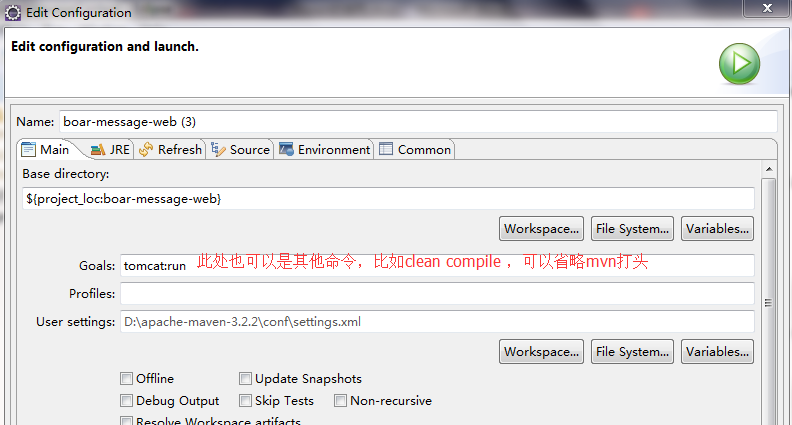 Edit Configuration
Edit configuration and launch.
Name: boar-message-web (3)
Main JRE Refresh Source Environment Common
Base directory:
${project_loc:boar-message-web}
Workspace... File System... Variables...
Goals: tomcat:run 此处也可以是其他命令，比如clean compile ，可以省略mvn打头
Profiles:
User settings: D:\apache-maven-3.2.2\conf\settings.xml
Workspace... File System... Variables...
Offline Update Snapshots
Debug Output Skip Tests Non-recursive
Resolve Workspace artifacts